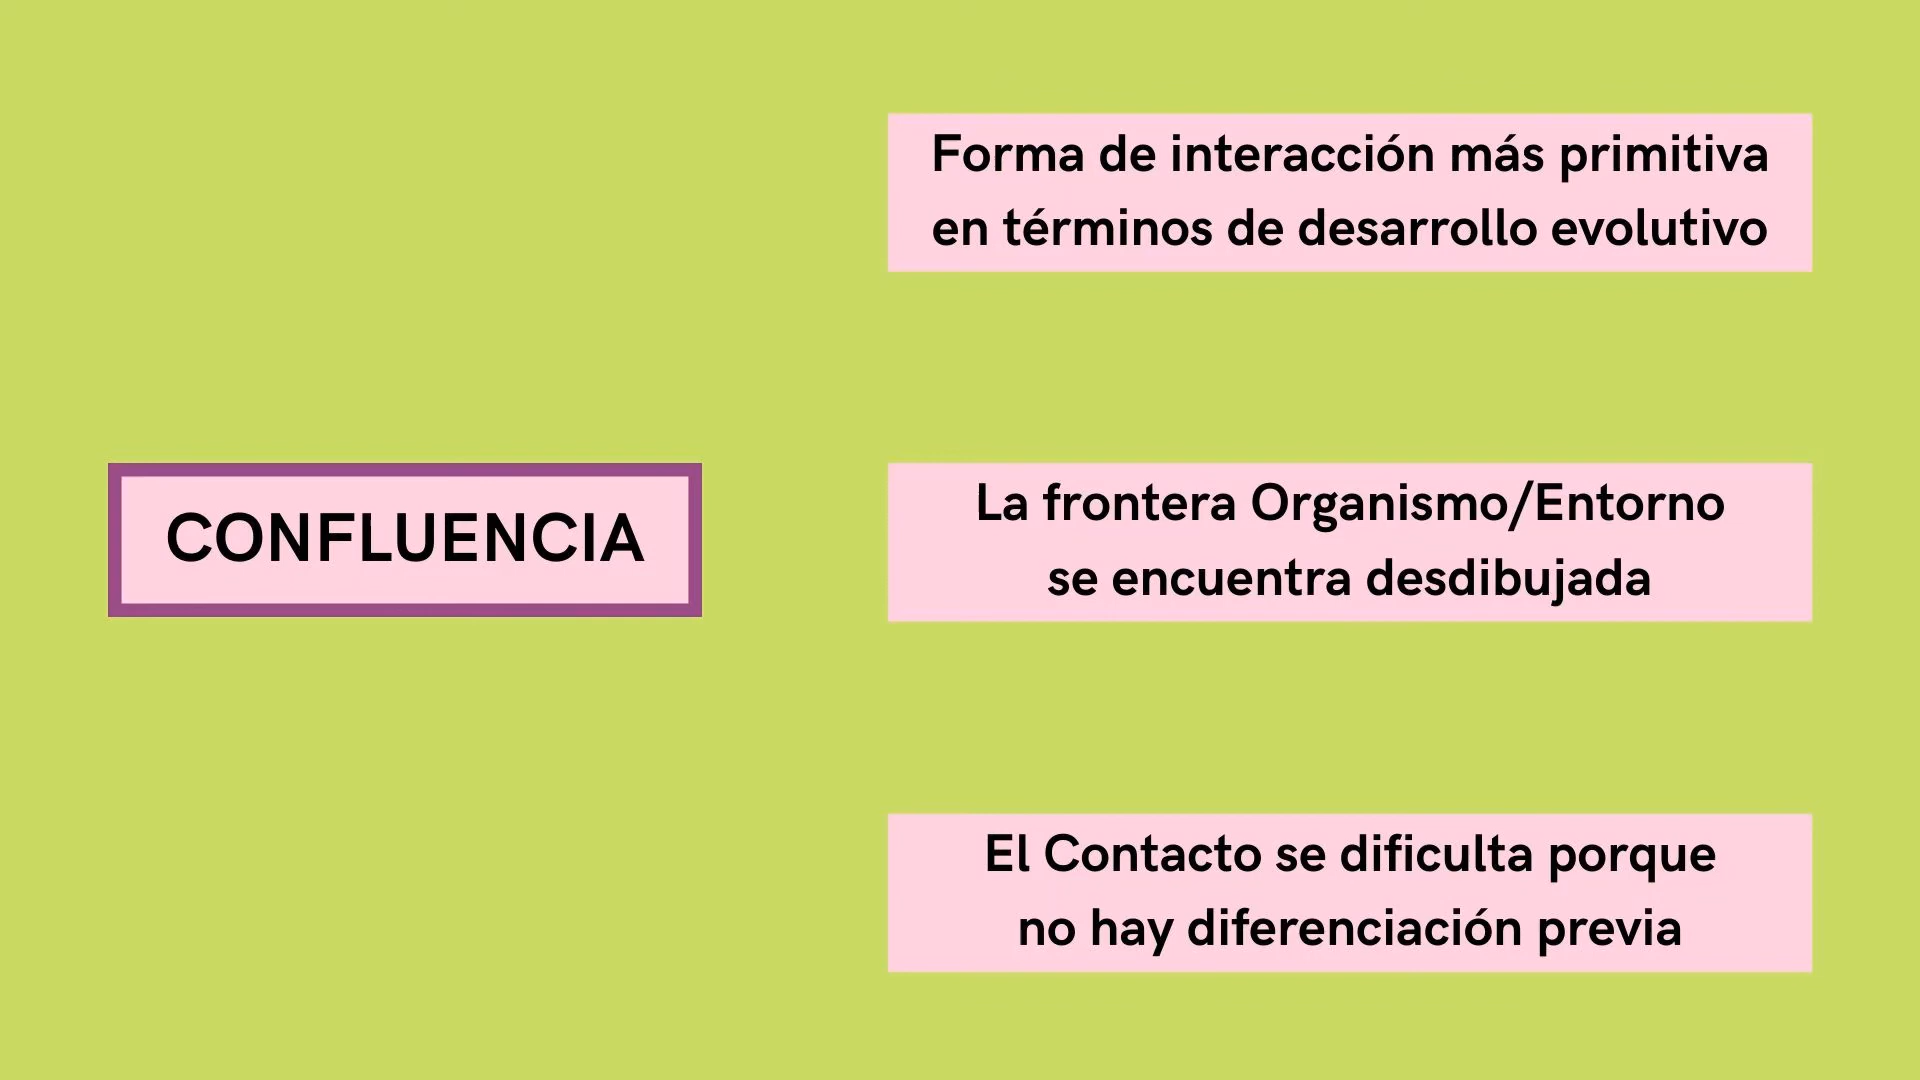 CONFLUENCIA
Forma de interacción más primitiva
en términos de desarrollo evolutivo
La frontera Organismo/Entorno
se encuentra desdibujada
El Contacto se dificulta porque
no hay diferenciación previa